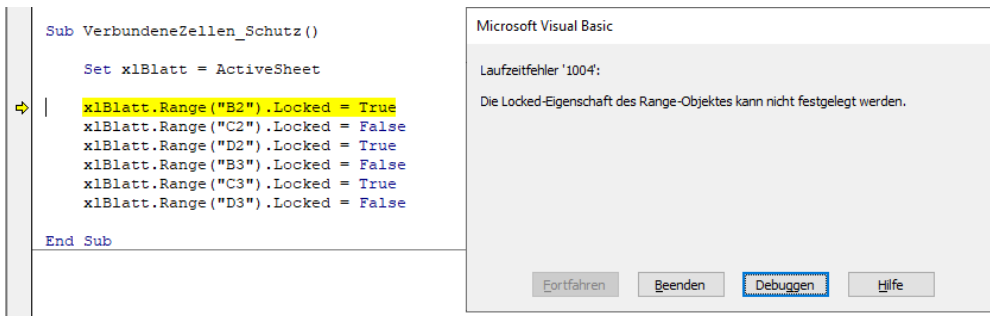 Sub VerbundeneZellen_Schutz()
Set xlBlatt = ActiveSheet
xlBlatt.Range("B2").Locked = True
xlBlatt.Range("C2").Locked = False
xlBlatt.Range("D2").Locked = True
xlBlatt.Range("B3").Locked = False
xlBlatt.Range("C3").Locked = True
xlBlatt.Range("D3").Locked = False
End Sub
Microsoft Visual Basic
Laufzeitfehler '1004':
Die Locked-Eigenschaft des Range-Objektes kann nicht festgelegt werden.
Fortfahren
Beenden
Debuggen
Hilfe